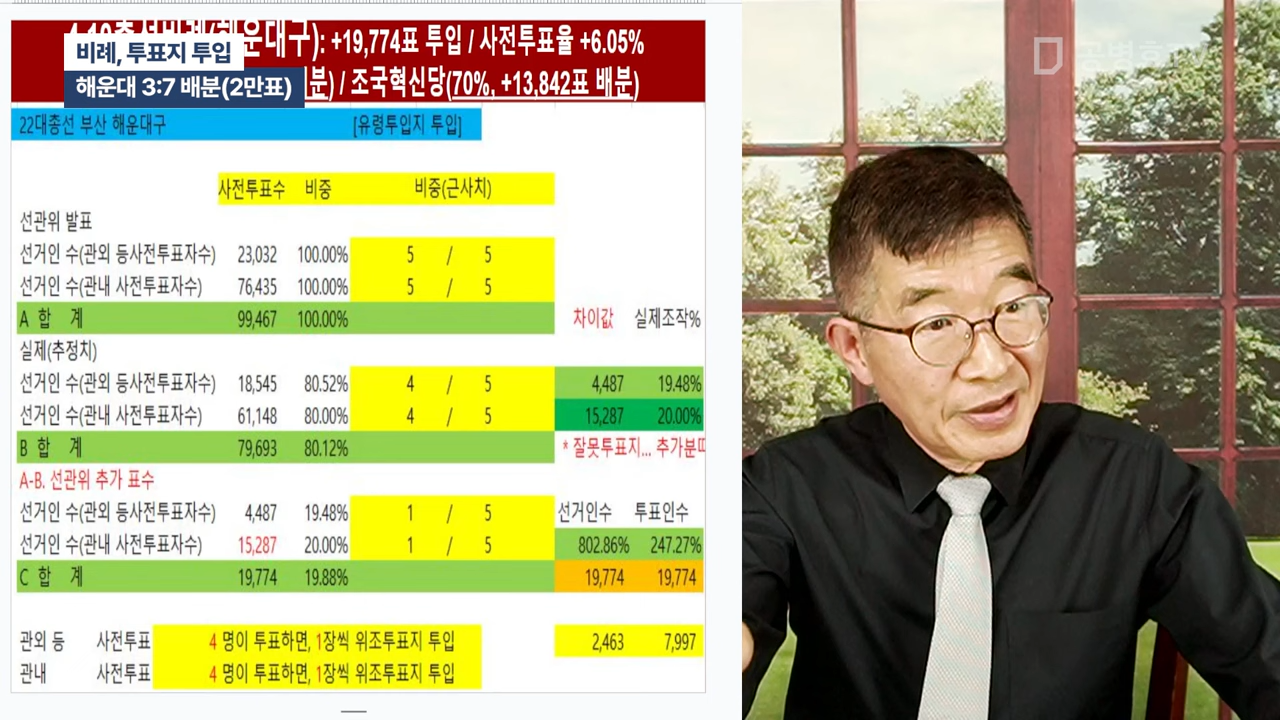 4.10총선비례(해운대구): +19,774표 투입 / 사전투표율 +6.05%
비례, 투표지 투입
해운대 3:7 배분(2만표)
분) / 조국혁신당(70%, +13,842표 배분)
22대총선 부산 해운대구 [유령투입지 투입]
사전투표수 비중 비중(근사치)
선관위 발표
선거인 수(관외 등사전투표자수) 23,032 100.00% 5 / 5
선거인 수(관내 사전투표자수) 76,435 100.00% 5 / 5
A 합 계 99,467 100.00% 차이값 실제조작%
실제(추정치)
선거인 수(관외 등사전투표자수) 18,545 80.52% 4 / 5 4,487 19.48%
선거인 수(관내 사전투표자수) 61,148 80.00% 4 / 5 15,287 20.00%
B 합 계 79,693 80.12% * 잘못투표지... 추가분
A-B. 선관위 추가 표수
선거인 수(관외 등사전투표자수) 4,487 19.48% 1 / 5 선거인수 투표인수
선거인 수(관내 사전투표자수) 15,287 20.00% 1 / 5 802.86% 247.27%
C 합 계 19,774 19.88% 19,774 19,774
관외 등 사전투표 4 명이 투표하면, 1장씩 위조투표지 투입 2,463 7,997
관내 사전투표 4 명이 투표하면, 1장씩 위조투표지 투입